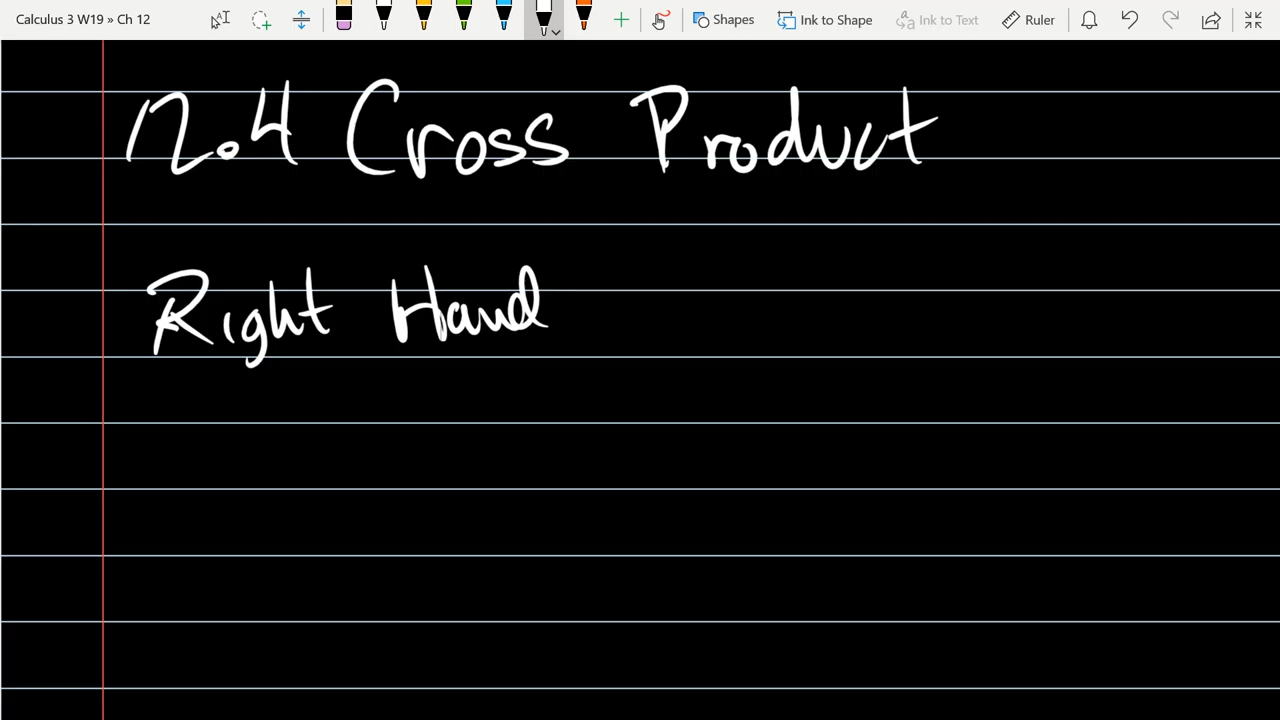 Calculus 3 W19 » Ch 12 Shapes Ink to Shape Ink to Text Ruler
12.4 Cross Product
Right Hand